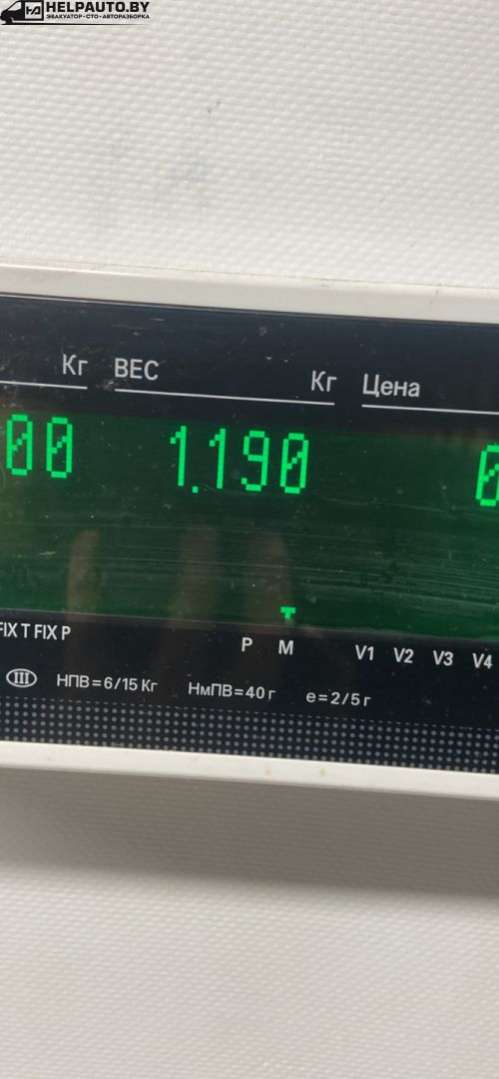 HELPAUTO.BY
ЭВАКУАТОР-СТО-АВТОРАЗБОРКА
Кг ВЕС Кг Цена
00 1.190 0
FIX T FIX P P M V1 V2 V3 V4
III НПВ=6/15 Кг НмПВ=40 г e=2/5 г